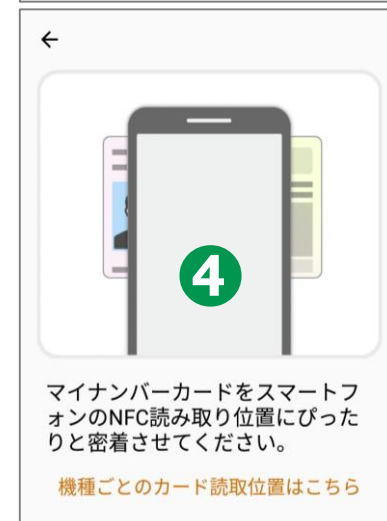 4
マイナンバーカードをスマートフ
ォンのNFC読み取り位置にぴった
りと密着させてください。
機種ごとのカード読取位置はこちら